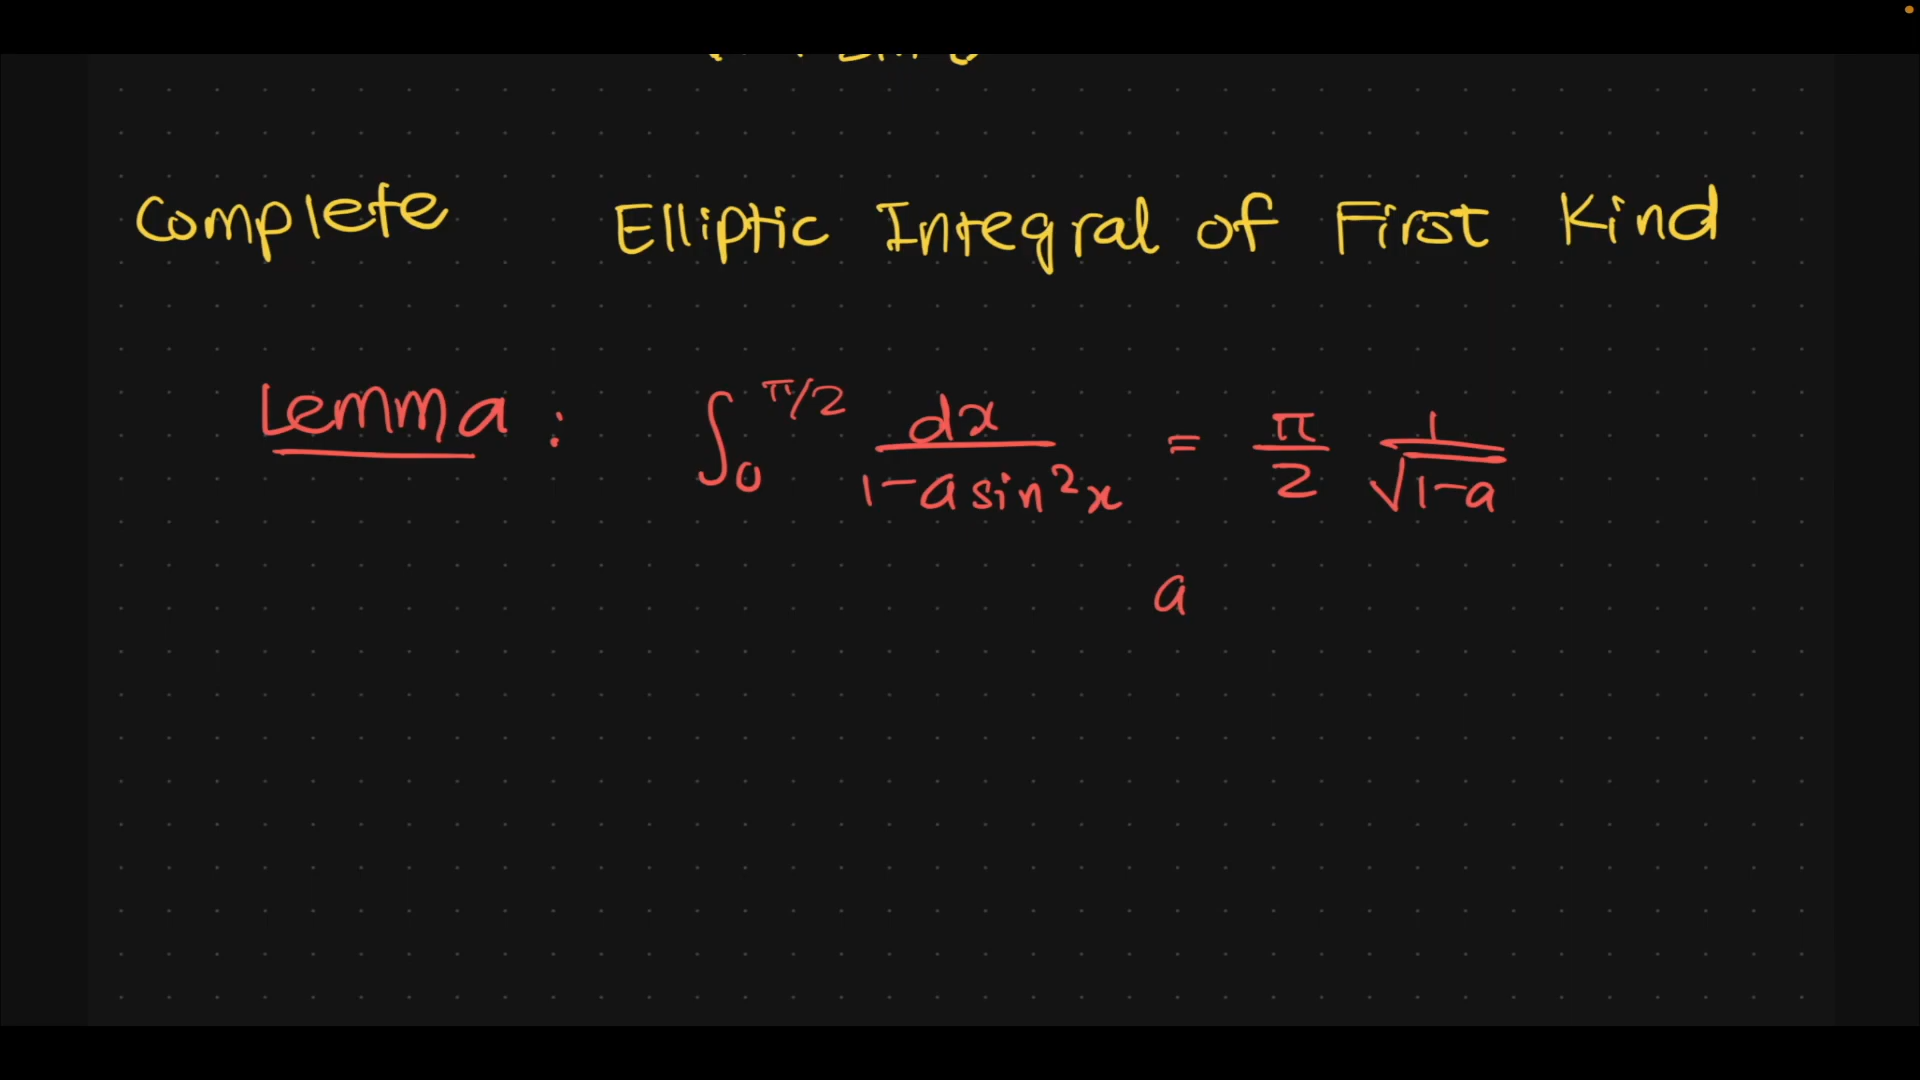 Complete Elliptic Integral of First Kind
Lemma : ∫₀^π/2 dx/(1-a sin²x) = π/2 1/√(1-a)
a